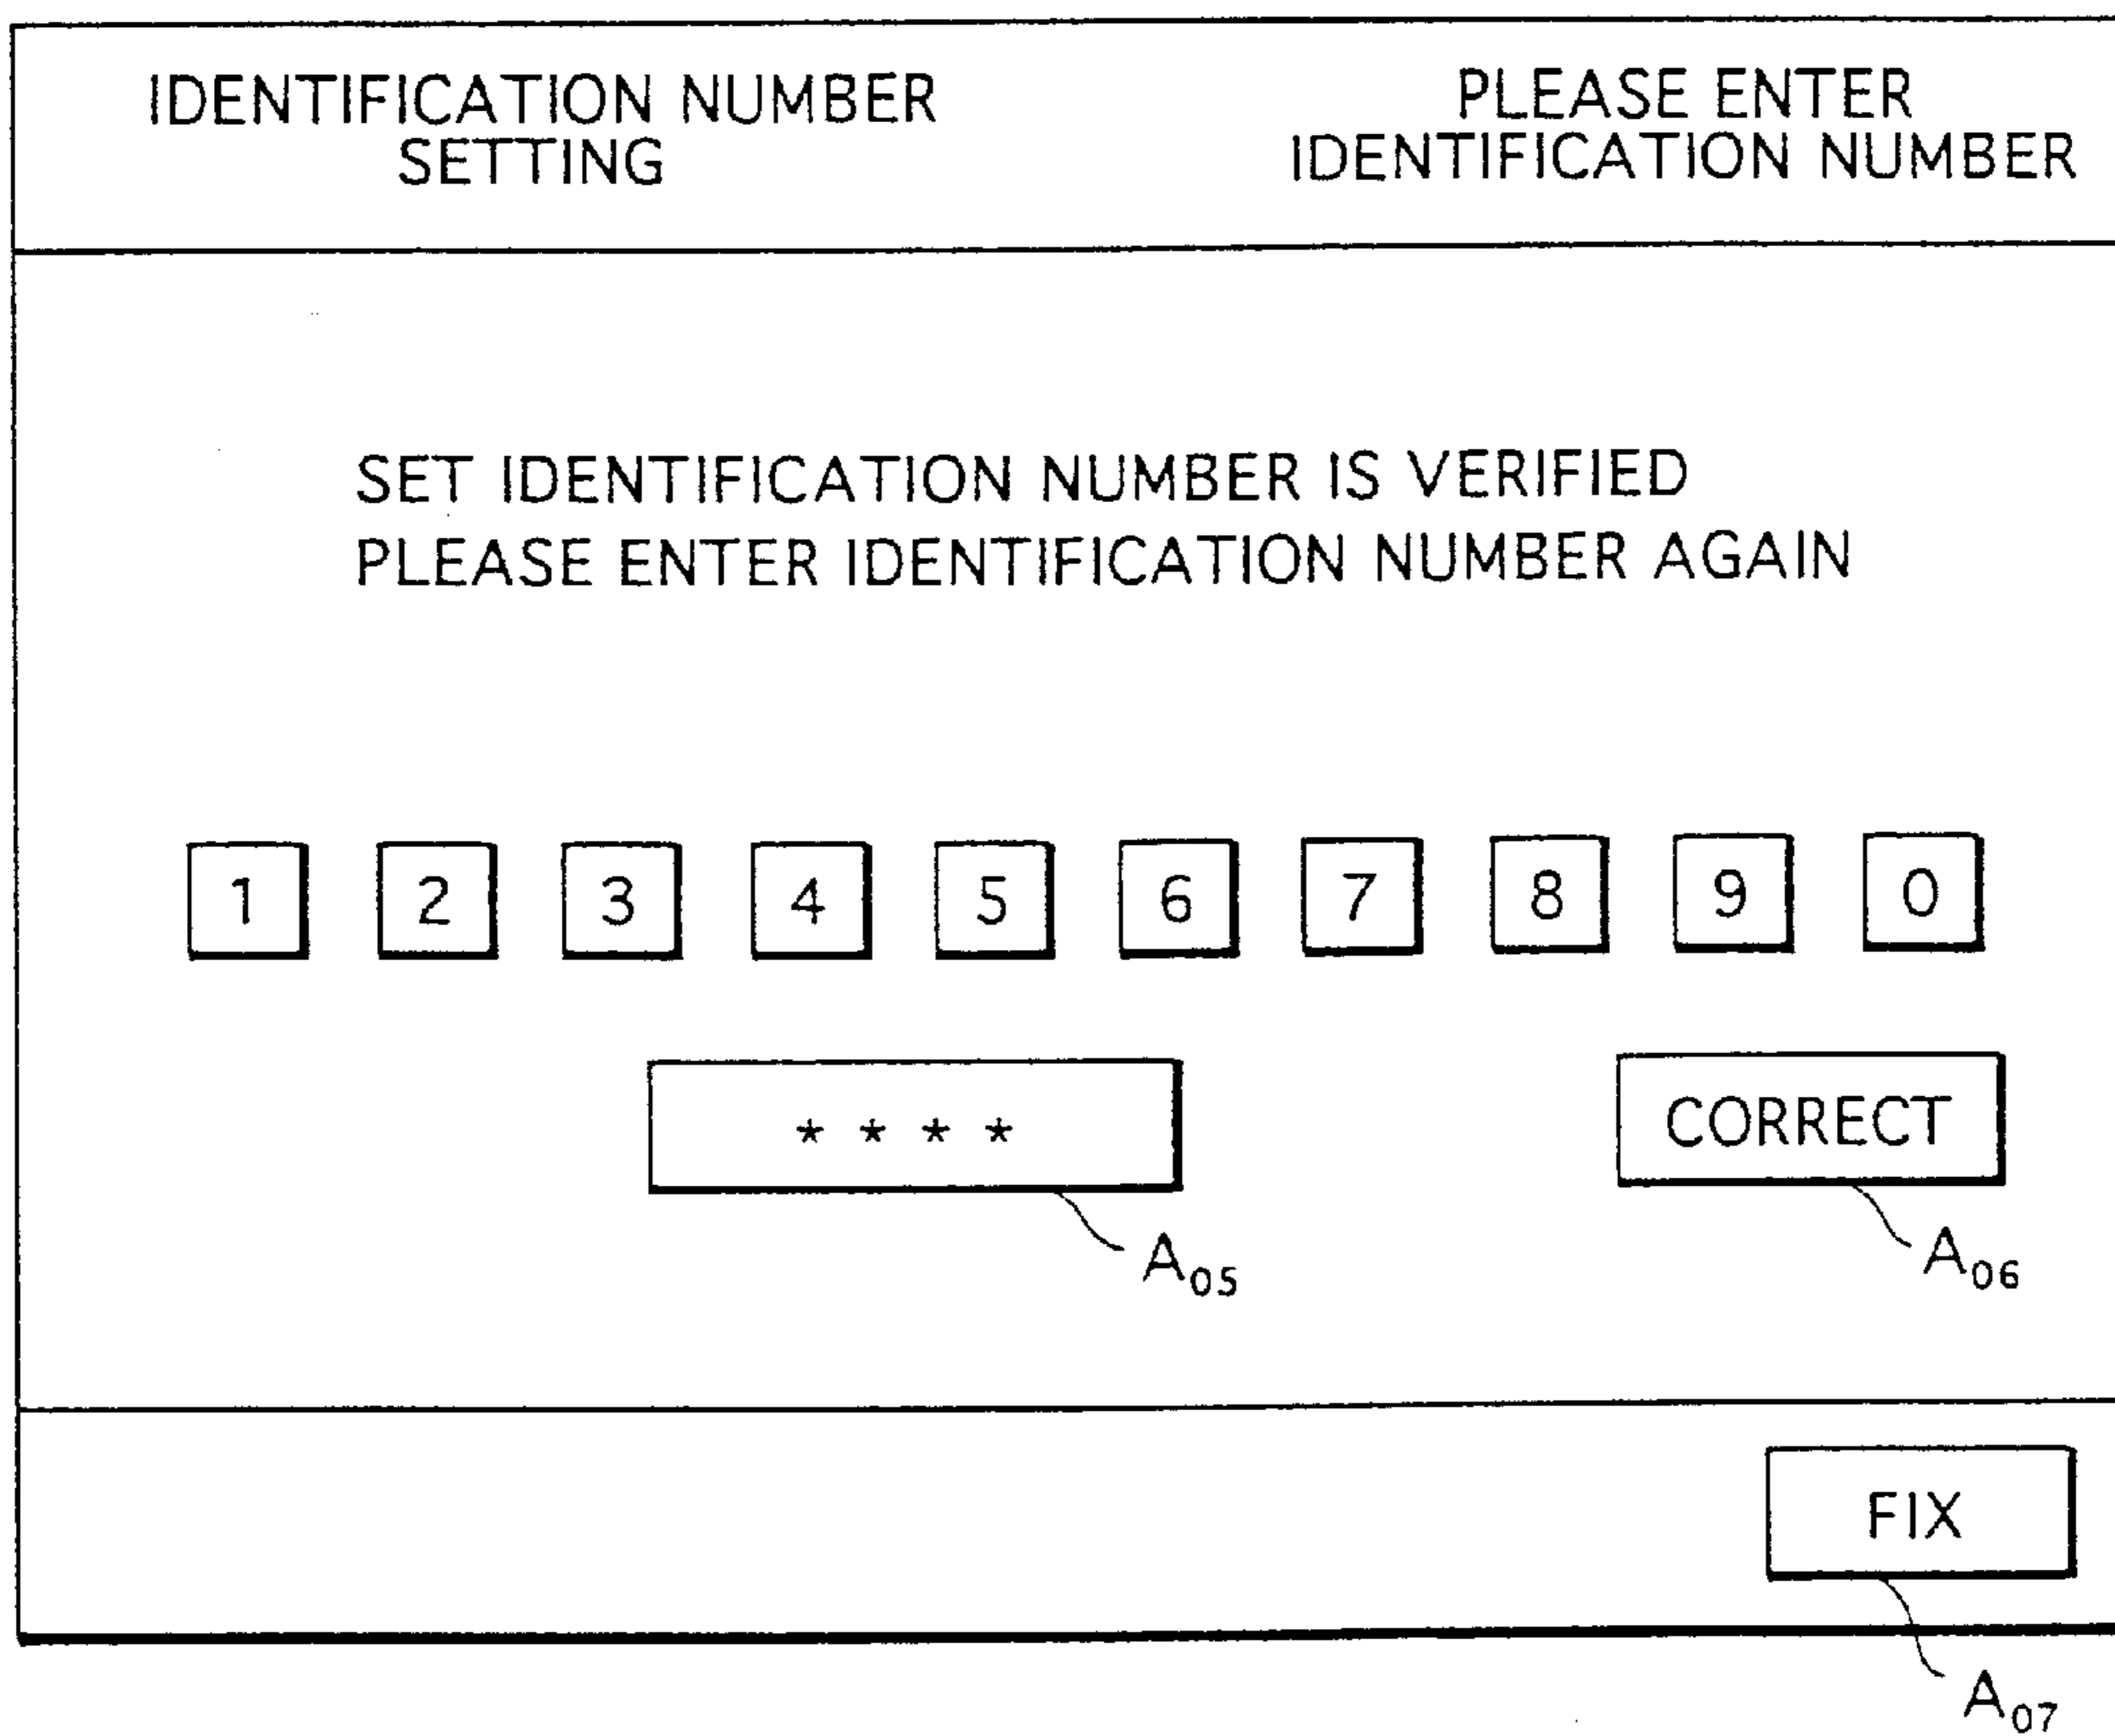 IDENTIFICATION NUMBER
SETTING
PLEASE ENTER
IDENTIFICATION NUMBER
SET IDENTIFICATION NUMBER IS VERIFIED
PLEASE ENTER IDENTIFICATION NUMBER AGAIN
1 2 3 4 5 6 7 8 9 0
* * * *
CORRECT
A05
A06
FIX
A07